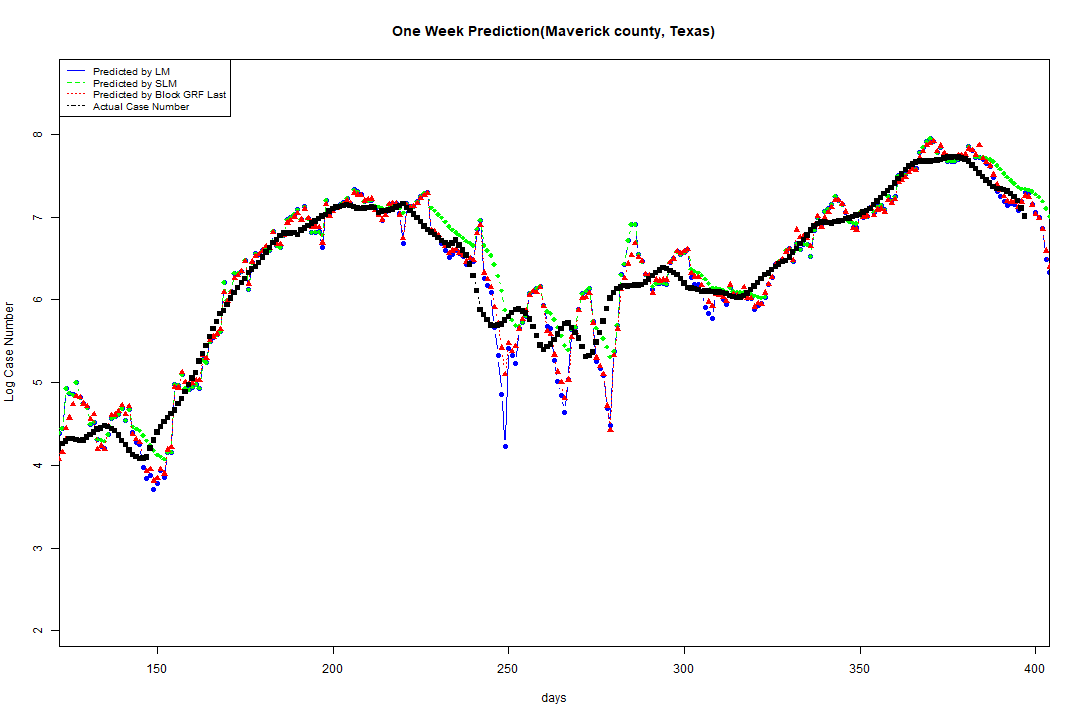 One Week Prediction(Maverick county, Texas)
Predicted by LM
Predicted by SLM
Predicted by Block GRF Last
Actual Case Number
Log Case Number
8
7
6
5
4
3
2
150 200 250 300 350 400
days